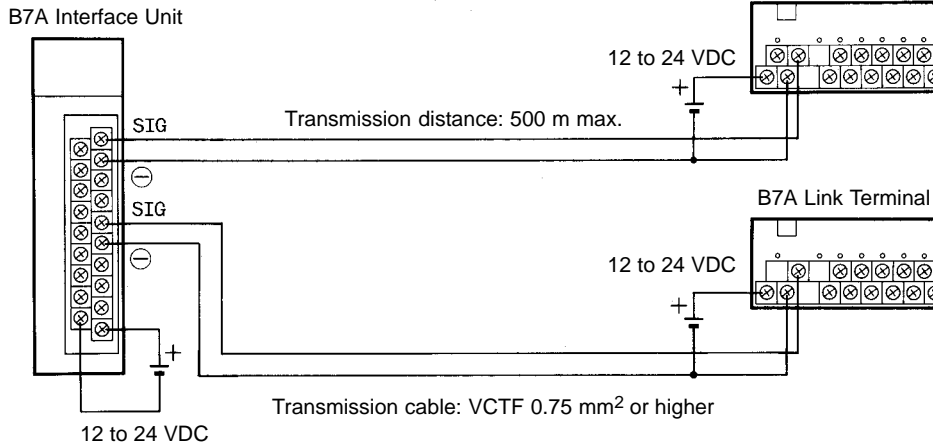 B7A Interface Unit
12 to 24 VDC
+
SIG
Transmission distance: 500 m max.
−
SIG
B7A Link Terminal
−
12 to 24 VDC
+
+
Transmission cable: VCTF 0.75 mm² or higher
12 to 24 VDC